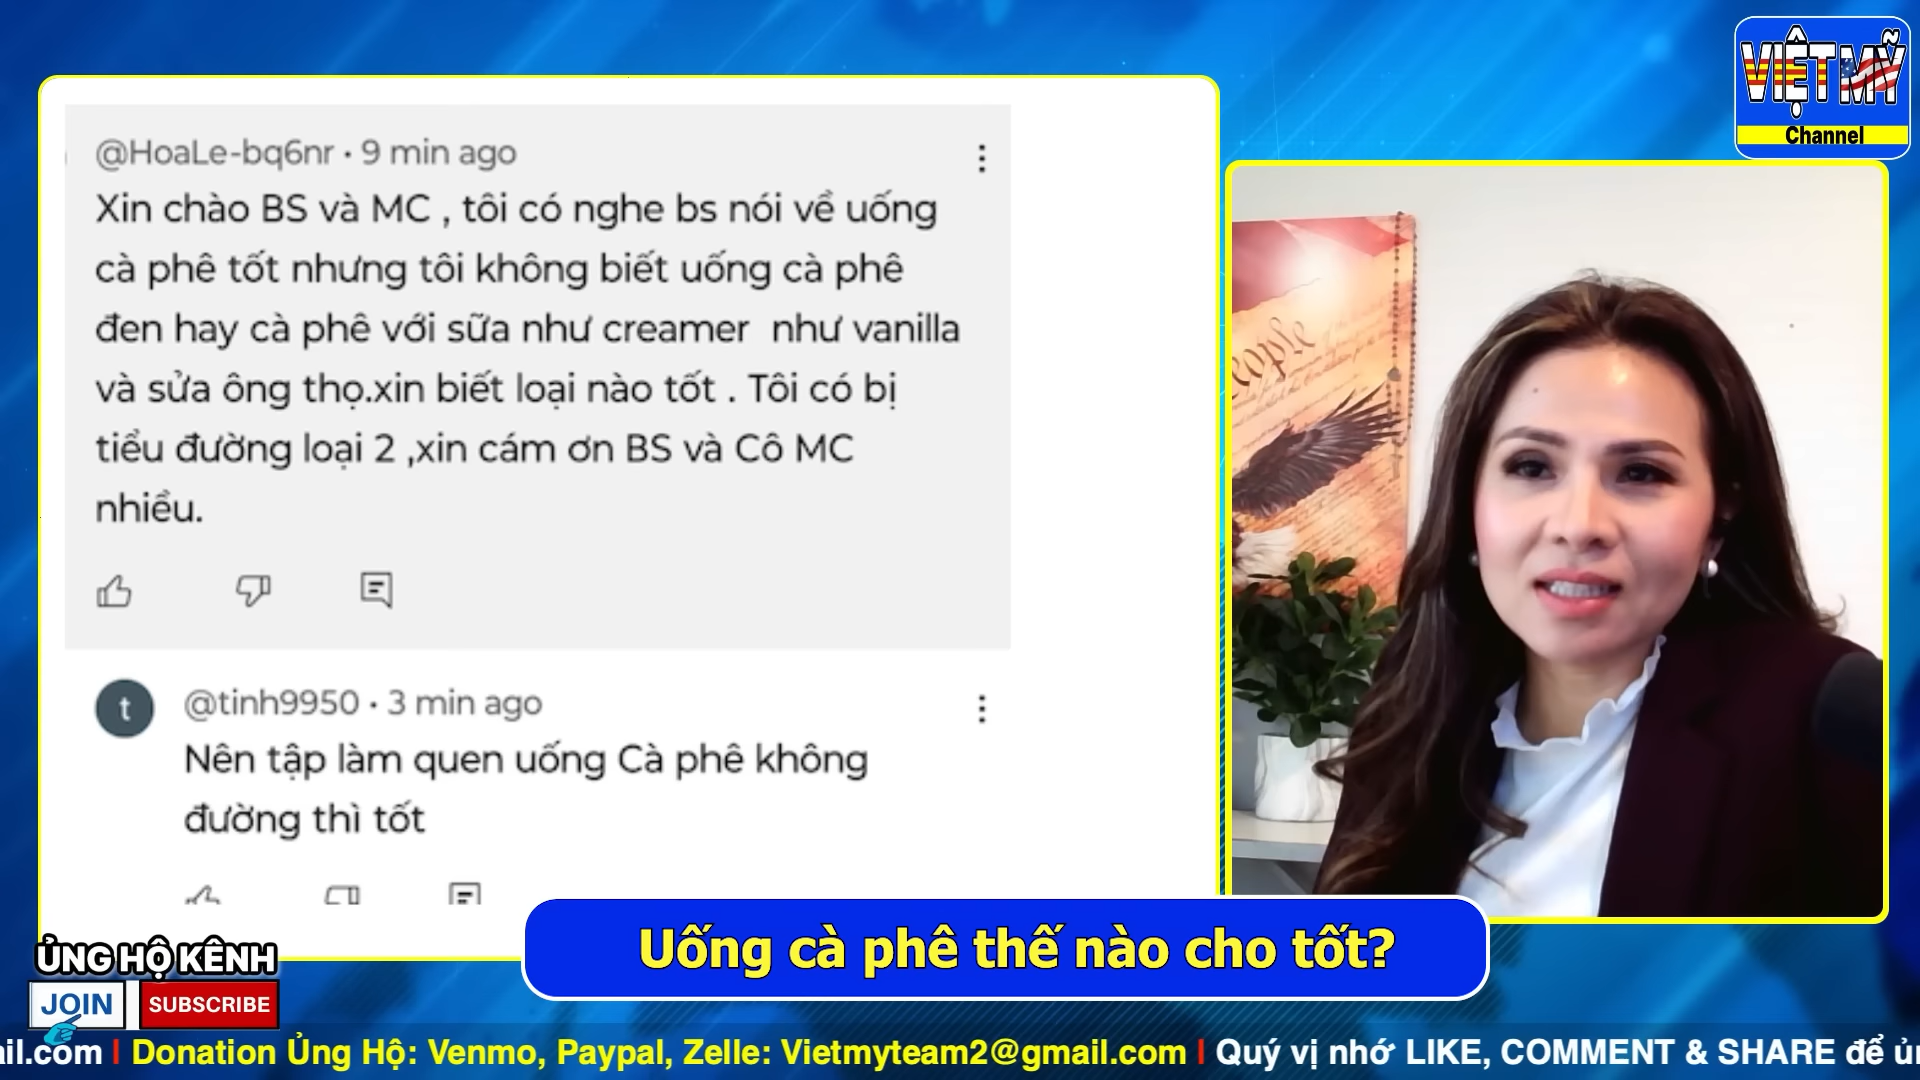 VIỆT MỸ
Channel
@HoaLe-bq6nr • 9 min ago
Xin chào BS và MC , tôi có nghe bs nói về uống
cà phê tốt nhưng tôi không biết uống cà phê
đen hay cà phê với sữa như creamer  như vanilla
và sửa ông thọ.xin biết loại nào tốt . Tôi có bị
tiểu đường loại 2 ,xin cám ơn BS và Cô MC
nhiều.
t
@tinh9950 • 3 min ago
Nên tập làm quen uống Cà phê không
đường thì tốt
eople
Uống cà phê thế nào cho tốt?
ỦNG HỘ KÊNH
JOIN
SUBSCRIBE
ail.com | Donation Ủng Hộ: Venmo, Paypal, Zelle: Vietmyteam2@gmail.com | Quý vị nhớ LIKE, COMMENT & SHARE để ủn